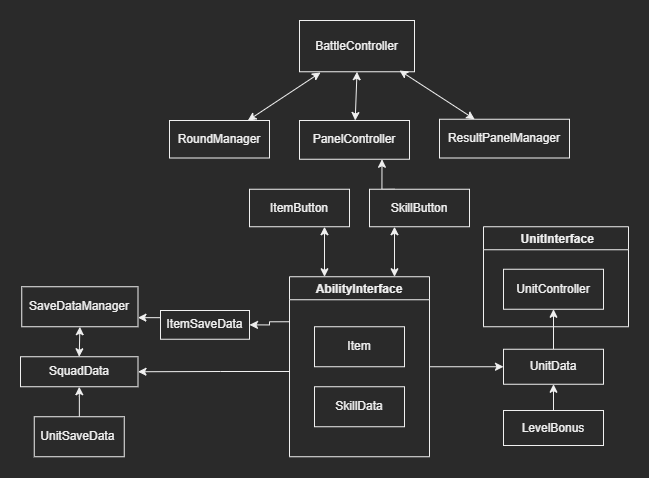 BattleController
RoundManager
PanelController
ResultPanelManager
ItemButton
SkillButton
UnitInterface
UnitController
AbilityInterface
SaveDataManager
ItemSaveData
Item
SquadData
UnitData
SkillData
UnitSaveData
LevelBonus